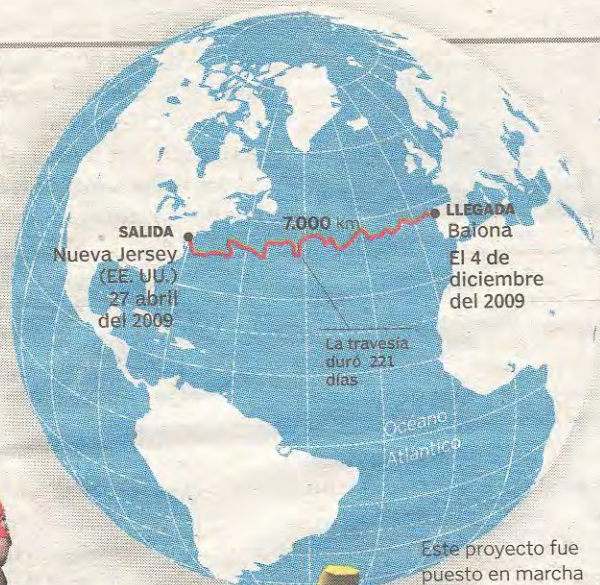 SALIDA
Nueva Jersey
(EE. UU.)
27 abril
del 2009
7.000 km
LLEGADA
Baiona
El 4 de
diciembre
del 2009
La travesía
duró 221
días
Océano
Atlántico
Este proyecto fue
puesto en marcha